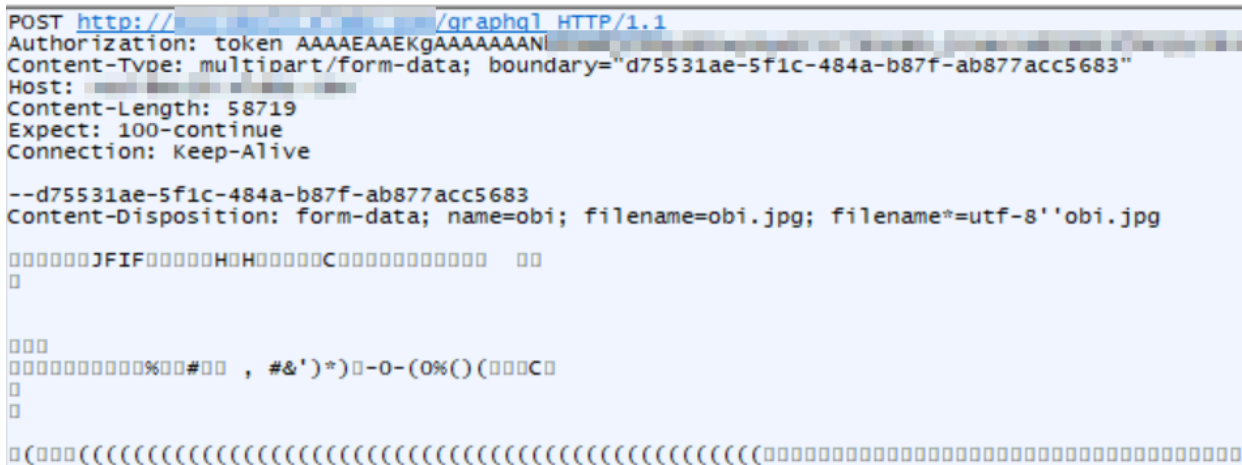 POST http:// /graphql HTTP/1.1
Authorization: token AAAAEAAEKgAAAAAAAN
Content-Type: multipart/form-data; boundary="d75531ae-5f1c-484a-b87f-ab877acc5683"
Host:
Content-Length: 58719
Expect: 100-continue
Connection: Keep-Alive
--d75531ae-5f1c-484a-b87f-ab877acc5683
Content-Disposition: form-data; name=obi; filename=obi.jpg; filename*=utf-8''obi.jpg
□□□□□□JFIF□□□□□H□H□□□□□C□□□□□□□□□□□ □□
□
□□□
□□□□□□□□□□%□□#□□ , #&')*)□-0-(0%()(□□□C□
□
□
□(□□□((((((((((((((((((((((((((((((((((((((((((((((((((□□□□□□□□□□□□□□□□□□□□□□□□□□□□□□□□□□□